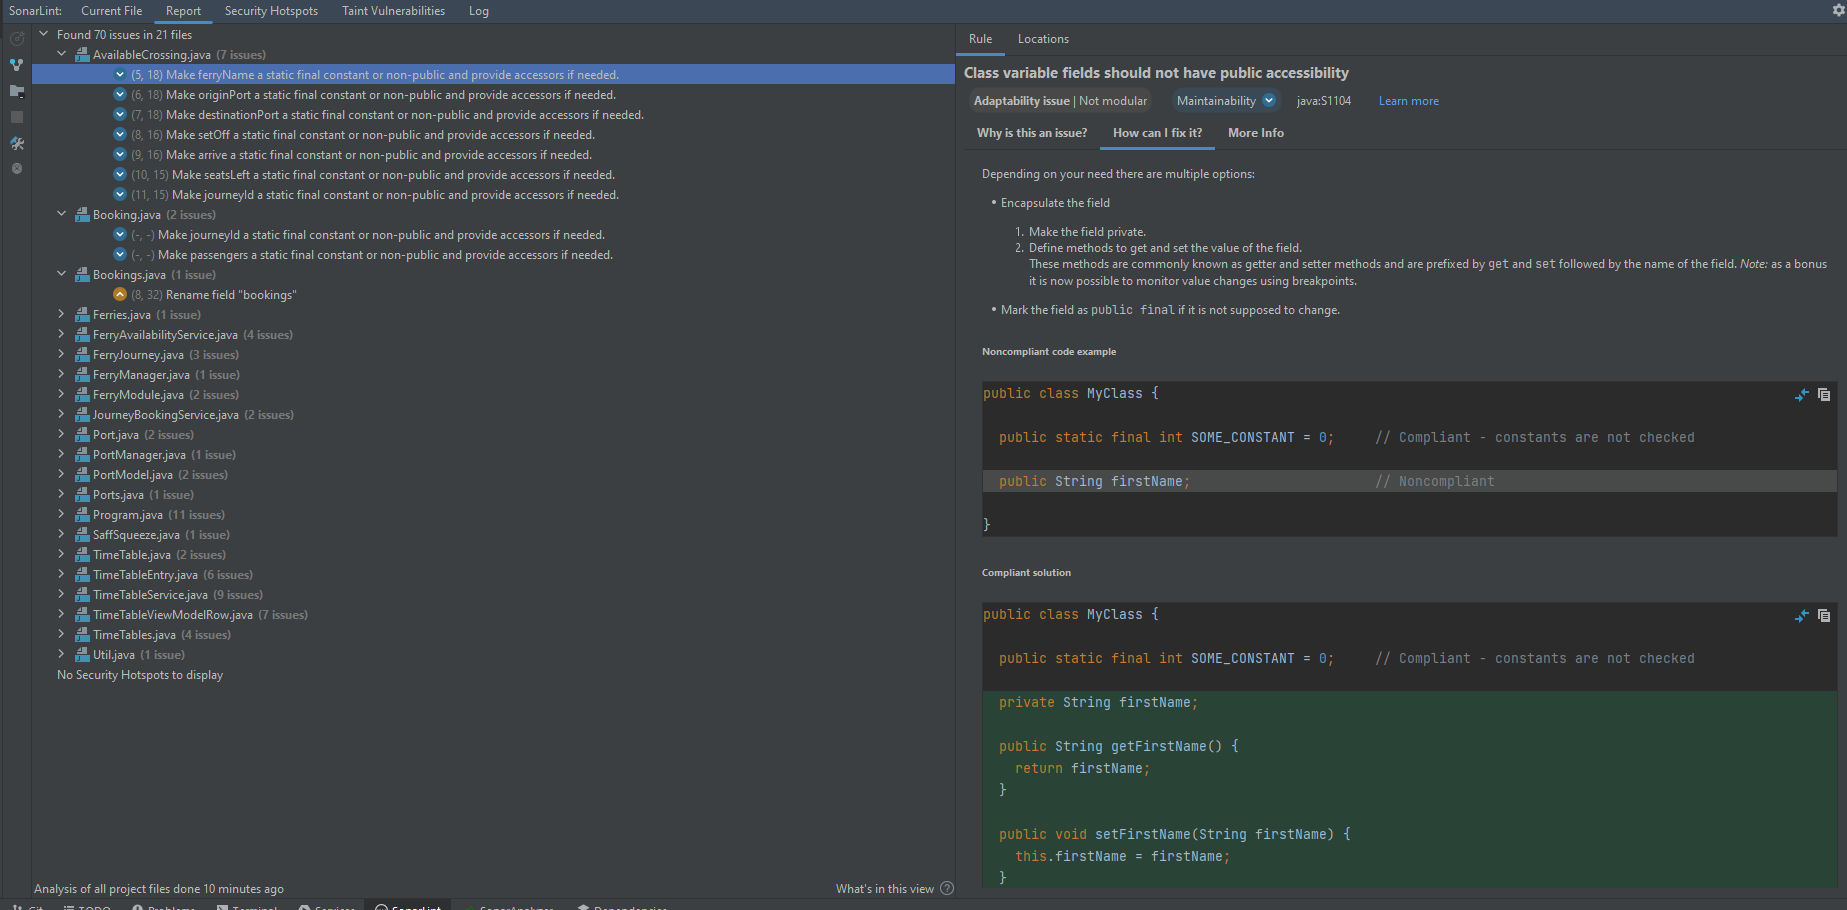 SonarLint: Current File Report Security Hotspots Taint Vulnerabilities Log
Found 70 issues in 21 files
AvailableCrossing.java (7 issues)
(5, 18) Make ferryName a static final constant or non-public and provide accessors if needed.
(6, 18) Make originPort a static final constant or non-public and provide accessors if needed.
(7, 18) Make destinationPort a static final constant or non-public and provide accessors if needed.
(8, 16) Make setOff a static final constant or non-public and provide accessors if needed.
(9, 16) Make arrive a static final constant or non-public and provide accessors if needed.
(10, 15) Make seatsLeft a static final constant or non-public and provide accessors if needed.
(11, 15) Make journeyId a static final constant or non-public and provide accessors if needed.
Booking.java (2 issues)
(-, -) Make journeyId a static final constant or non-public and provide accessors if needed.
(-, -) Make passengers a static final constant or non-public and provide accessors if needed.
Bookings.java (1 issue)
(8, 32) Rename field "bookings"
Ferries.java (1 issue)
FerryAvailabilityService.java (4 issues)
FerryJourney.java (3 issues)
FerryManager.java (1 issue)
FerryModule.java (2 issues)
JourneyBookingService.java (2 issues)
Port.java (2 issues)
PortManager.java (1 issue)
PortModel.java (2 issues)
Ports.java (1 issue)
Program.java (11 issues)
SaffSqueeze.java (1 issue)
TimeTable.java (2 issues)
TimeTableEntry.java (6 issues)
TimeTableService.java (9 issues)
TimeTableViewModelRow.java (7 issues)
TimeTables.java (4 issues)
Util.java (1 issue)
No Security Hotspots to display
Analysis of all project files done 10 minutes ago
What's in this view ?
Rule Locations
Class variable fields should not have public accessibility
Adaptability issue | Not modular Maintainability java:S1104 Learn more
Why is this an issue? How can I fix it? More Info
Depending on your need there are multiple options:
• Encapsulate the field
1. Make the field private.
2. Define methods to get and set the value of the field.
These methods are commonly known as getter and setter methods and are prefixed by get and set followed by the name of the field. Note: as a bonus
it is now possible to monitor value changes using breakpoints.
• Mark the field as public final if it is not supposed to change.
Noncompliant code example
public class MyClass {
public static final int SOME_CONSTANT = 0; // Compliant - constants are not checked
public String firstName; // Noncompliant
}
Compliant solution
public class MyClass {
public static final int SOME_CONSTANT = 0; // Compliant - constants are not checked
private String firstName;
public String getFirstName() {
return firstName;
}
public void setFirstName(String firstName) {
this.firstName = firstName;
}
Git TODO Problems Terminal Services SonarLint SonarAnalyzer Dependencies